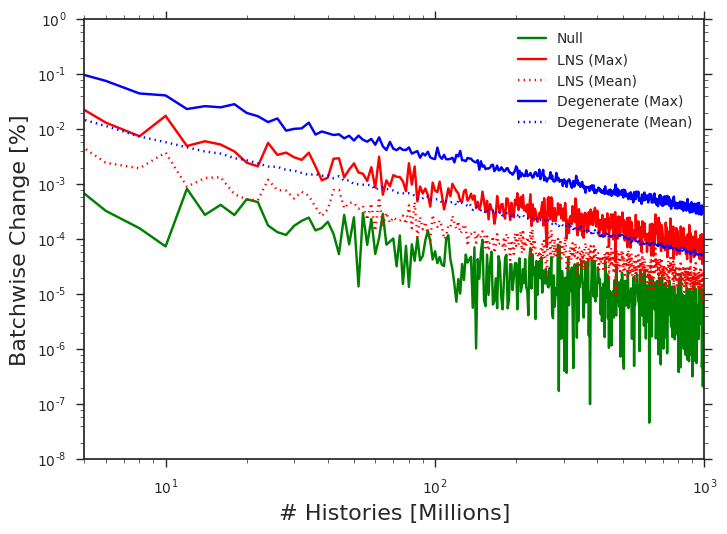 10^0
Null
LNS (Max)
LNS (Mean)
Degenerate (Max)
Degenerate (Mean)
10^-1
10^-2
10^-3
10^-4
10^-5
10^-6
10^-7
10^-8
Batchwise Change [%]
10^1
10^2
10^3
# Histories [Millions]